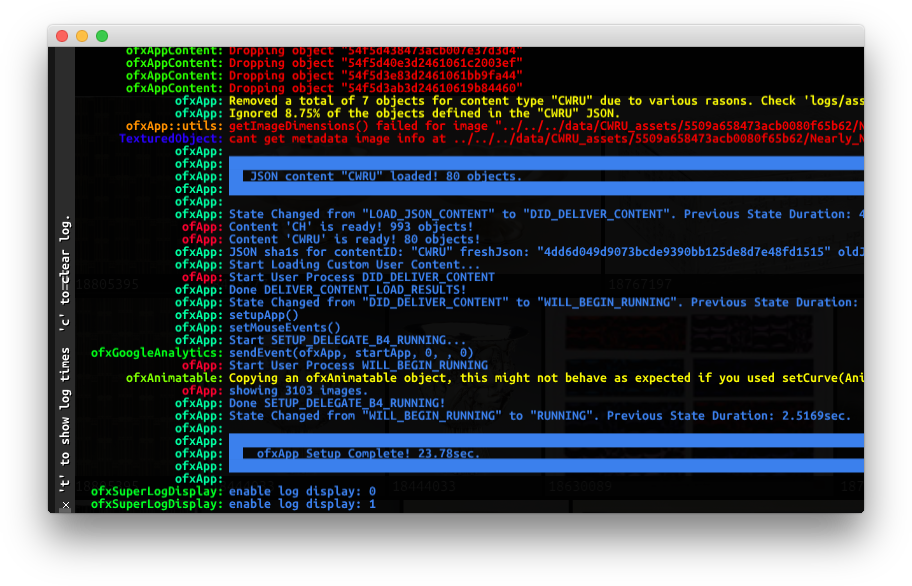 ofxAppContent: Dropping object "54f5d438473acb007e37d3d4"
ofxAppContent: Dropping object "54f5d40e3d2461061c2003ef"
ofxAppContent: Dropping object "54f5d3e83d2461061bb9fa44"
ofxAppContent: Dropping object "54f5d3ab3d24610619b84460"
ofxApp: Removed a total of 7 objects for content type "CWRU" due to various rasons. Check 'logs/ass
ofxApp: Ignored 8.75% of the objects defined in the "CWRU" JSON.
ofxApp::utils: getImageDimensions() failed for image "../../../data/CWRU_assets/5509a658473acb0080f65b62/N
TexturedObject: cant get metadata image info at ../../../data/CWRU_assets/5509a658473acb0080f65b62/Nearly_N
ofxApp:
ofxApp:
ofxApp: JSON content "CWRU" loaded! 80 objects.
ofxApp:
ofxApp:
ofxApp: State Changed from "LOAD_JSON_CONTENT" to "DID_DELIVER_CONTENT". Previous State Duration: 4
ofApp: Content 'CH' is ready! 993 objects!
ofApp: Content 'CWRU' is ready! 80 objects!
ofxApp: JSON sha1s for contentID: "CWRU" freshJson: "4dd6d049d9073bcde9390bb125de8d7e48fd1515" oldJ
ofxApp: Start Loading Custom User Content...
ofApp: Start User Process DID_DELIVER_CONTENT
ofxApp: Done DELIVER_CONTENT_LOAD_RESULTS!
ofxApp: State Changed from "DID_DELIVER_CONTENT" to "WILL_BEGIN_RUNNING". Previous State Duration:
ofxApp: setupApp()
ofxApp: setMouseEvents()
ofxApp: Start SETUP_DELEGATE_B4_RUNNING...
ofxGoogleAnalytics: sendEvent(ofxApp, startApp, 0, , 0)
ofApp: Start User Process WILL_BEGIN_RUNNING
ofxAnimatable: Copying an ofxAnimatable object, this might not behave as expected if you used setCurve(Ani
ofApp: showing 3103 images.
ofxApp: Done SETUP_DELEGATE_B4_RUNNING!
ofxApp: State Changed from "WILL_BEGIN_RUNNING" to "RUNNING". Previous State Duration: 2.5169sec.
ofxApp:
ofxApp:
ofxApp: ofxApp Setup Complete! 23.78sec.
ofxApp:
ofxApp:
ofxSuperLogDisplay: enable log display: 0
ofxSuperLogDisplay: enable log display: 1
× 't' to show log times 'c' to clear log.
18805395
18767197
18444033